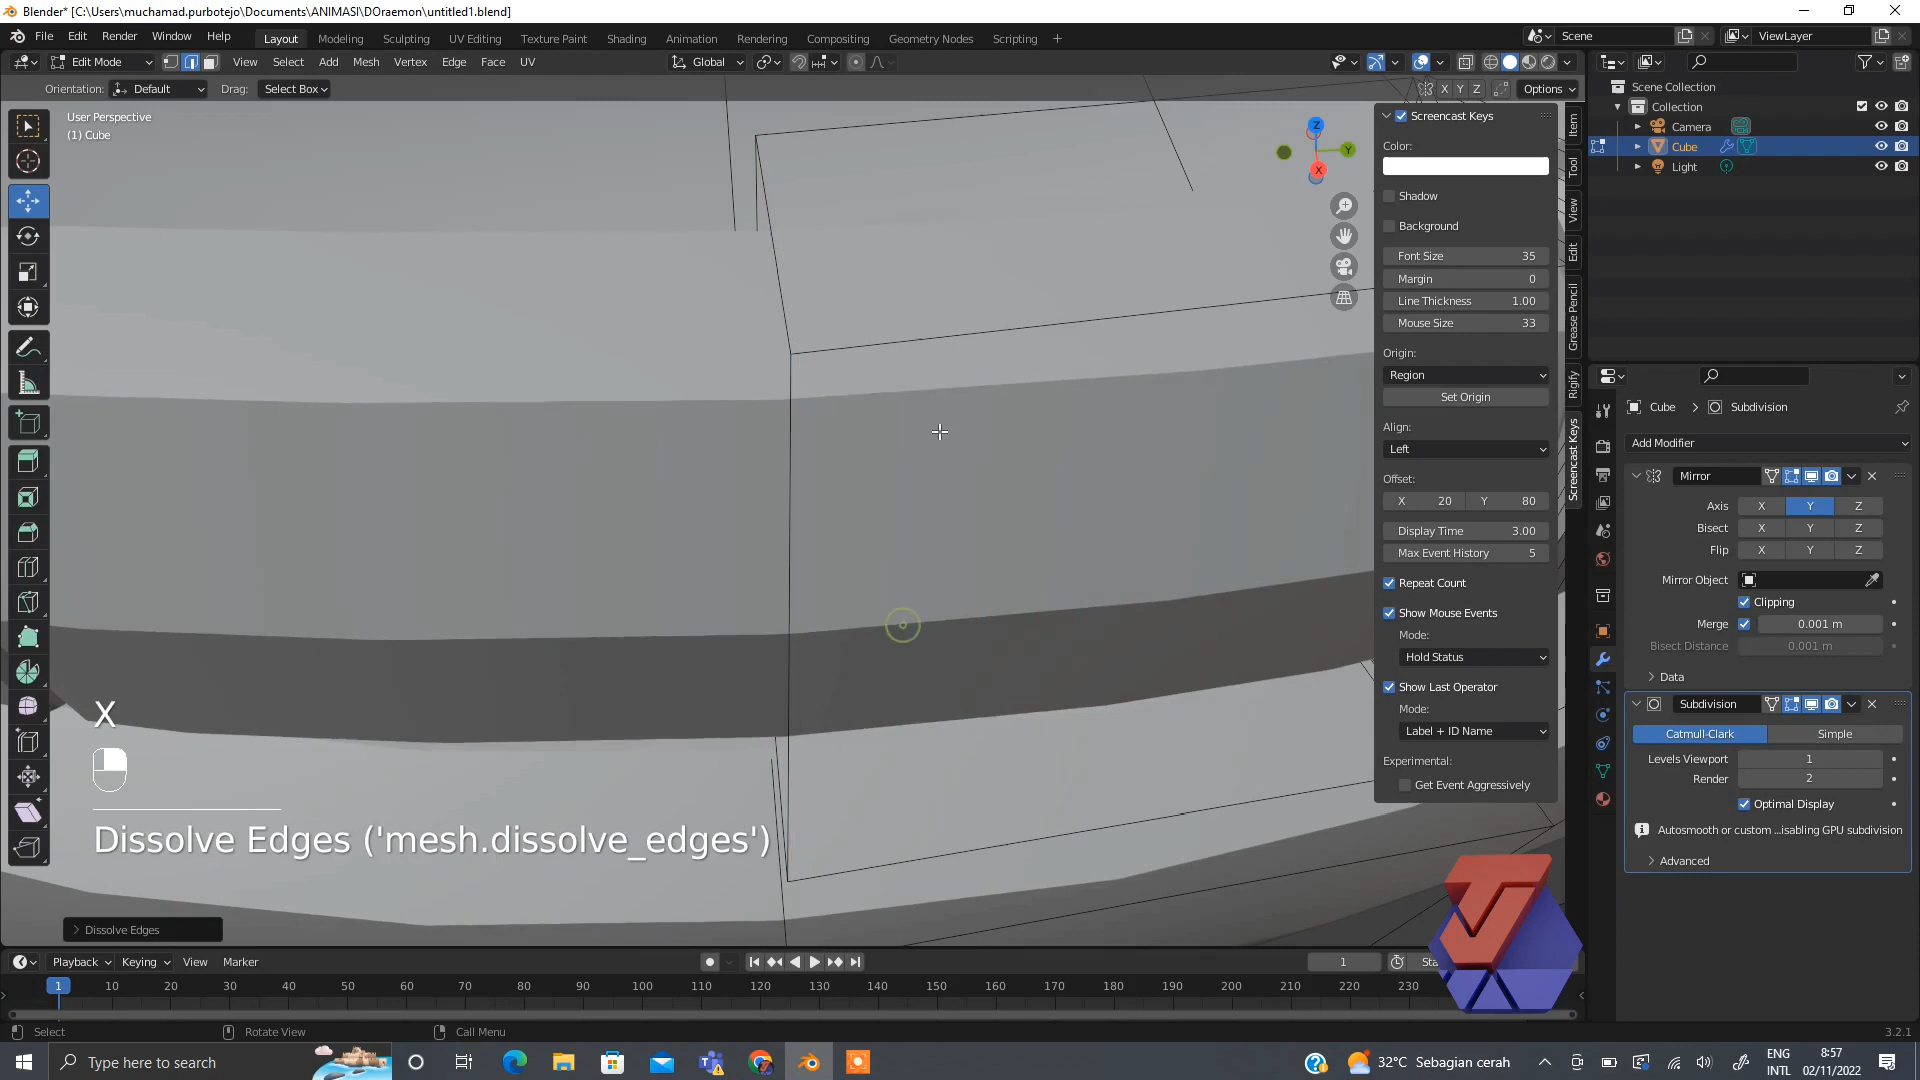 Blender* [C:\Users\muchamad.purbotejo\Documents\ANIMASI\DOraemon\untitled1.blend]
File Edit Render Window Help Layout Modeling Sculpting UV Editing Texture Paint Shading Animation Rendering Compositing Geometry Nodes Scripting + Scene ViewLayer
Edit Mode View Select Add Mesh Vertex Edge Face UV Global
Orientation: Default Drag: Select Box X Y Z Options
User Perspective
(1) Cube
Z
Y
X
Screencast Keys
Color:
Shadow
Background
Font Size 35
Margin 0
Line Thickness 1.00
Mouse Size 33
Origin:
Region
Set Origin
Align:
Left
Offset:
X 20 Y 80
Display Time 3.00
Max Event History 5
Repeat Count
Show Mouse Events
Mode:
Hold Status
Show Last Operator
Mode:
Label + ID Name
Experimental:
Get Event Aggressively
Item
Tool
View
Edit
Grease Pencil
Rigify
Screencast Keys
Scene Collection
Collection
Camera
Cube
Light
Cube Subdivision
Add Modifier
Mirror
Axis X Y Z
Bisect X Y Z
Flip X Y Z
Mirror Object
Clipping
Merge 0.001 m
Bisect Distance 0.001 m
Data
Subdivision
Catmull-Clark Simple
Levels Viewport 1
Render 2
Optimal Display
Autosmooth or custom ...isabling GPU subdivision
Advanced
X
Dissolve Edges ('mesh.dissolve_edges')
Dissolve Edges
Playback Keying View Marker 1 Sta
1 10 20 30 40 50 60 70 80 90 100 110 120 130 140 150 160 170 180 190 200 210 220 230
Select Rotate View Call Menu 3.2.1
Type here to search 32°C Sebagian cerah ENG INTL 8:57 02/11/2022